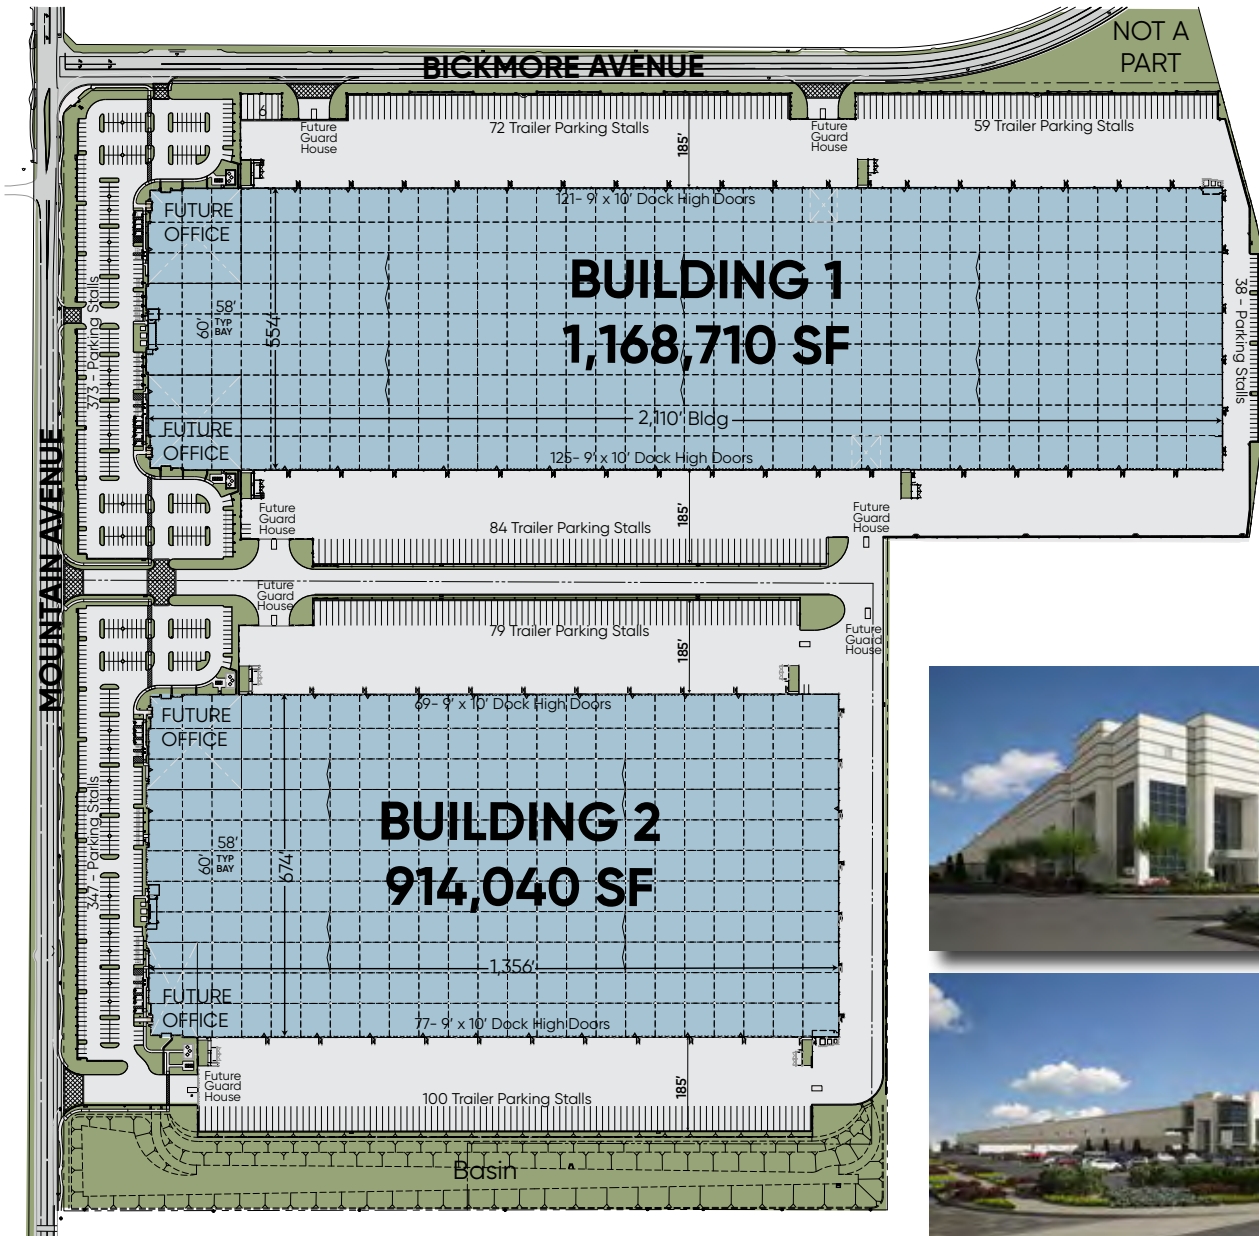 NOT A
PART
BICKMORE AVENUE
6
Future
Guard
House
72 Trailer Parking Stalls
185'
Future
Guard
House
59 Trailer Parking Stalls
121- 9' x 10' Dock High Doors
FUTURE
OFFICE
BUILDING 1
1,168,710 SF
58'
60'
TYP
BAY
554'
373 - Parking Stalls
38 - Parking Stalls
2,110' Bldg
FUTURE
OFFICE
125- 9' x 10' Dock High Doors
MOUNTAIN AVENUE
Future
Guard
House
84 Trailer Parking Stalls
185'
Future
Guard
House
Future
Guard
House
79 Trailer Parking Stalls
185'
Future
Guard
House
69- 9' x 10' Dock High Doors
FUTURE
OFFICE
BUILDING 2
914,040 SF
58'
60'
TYP
BAY
674'
347 - Parking Stalls
1,356'
FUTURE
OFFICE
77- 9' x 10' Dock High Doors
Future
Guard
House
100 Trailer Parking Stalls
185'
Basin